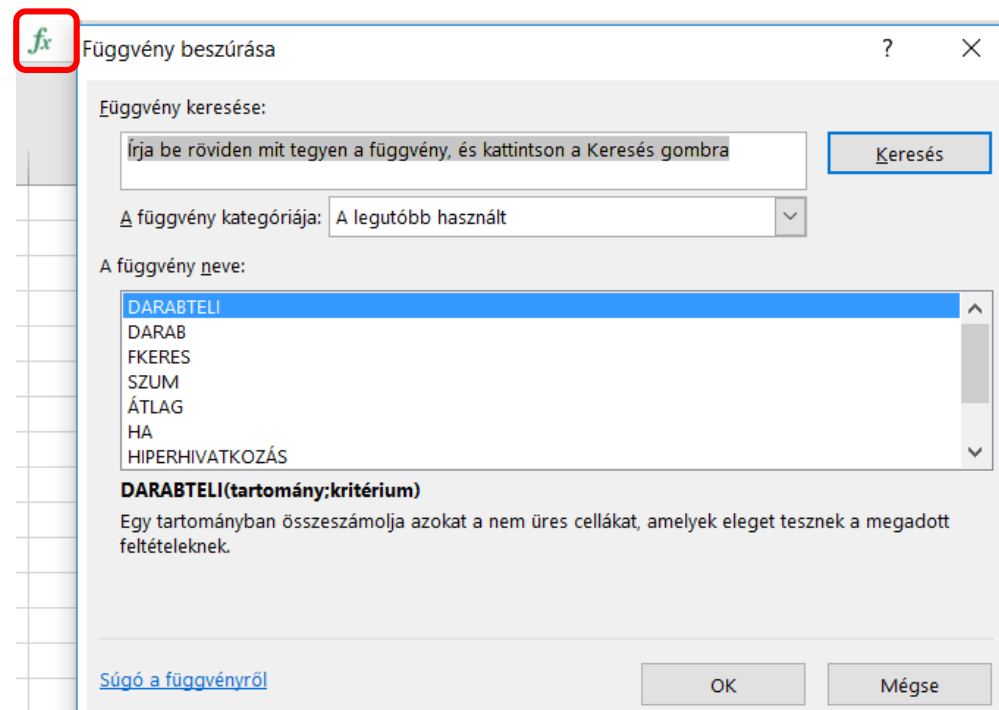 fx
Függvény beszúrása
?
Függvény keresése:
Írja be röviden mit tegyen a függvény, és kattintson a Keresés gombra
Keresés
A függvény kategóriája:
A legutóbb használt
A függvény neve:
DARABTELI
DARAB
FKERES
SZUM
ÁTLAG
HA
HIPERHIVATKOZÁS
DARABTELI(tartomány;kritérium)
Egy tartományban összeszámolja azokat a nem üres cellákat, amelyek eleget tesznek a megadott
feltételeknek.
Súgó a függvényről
OK
Mégse